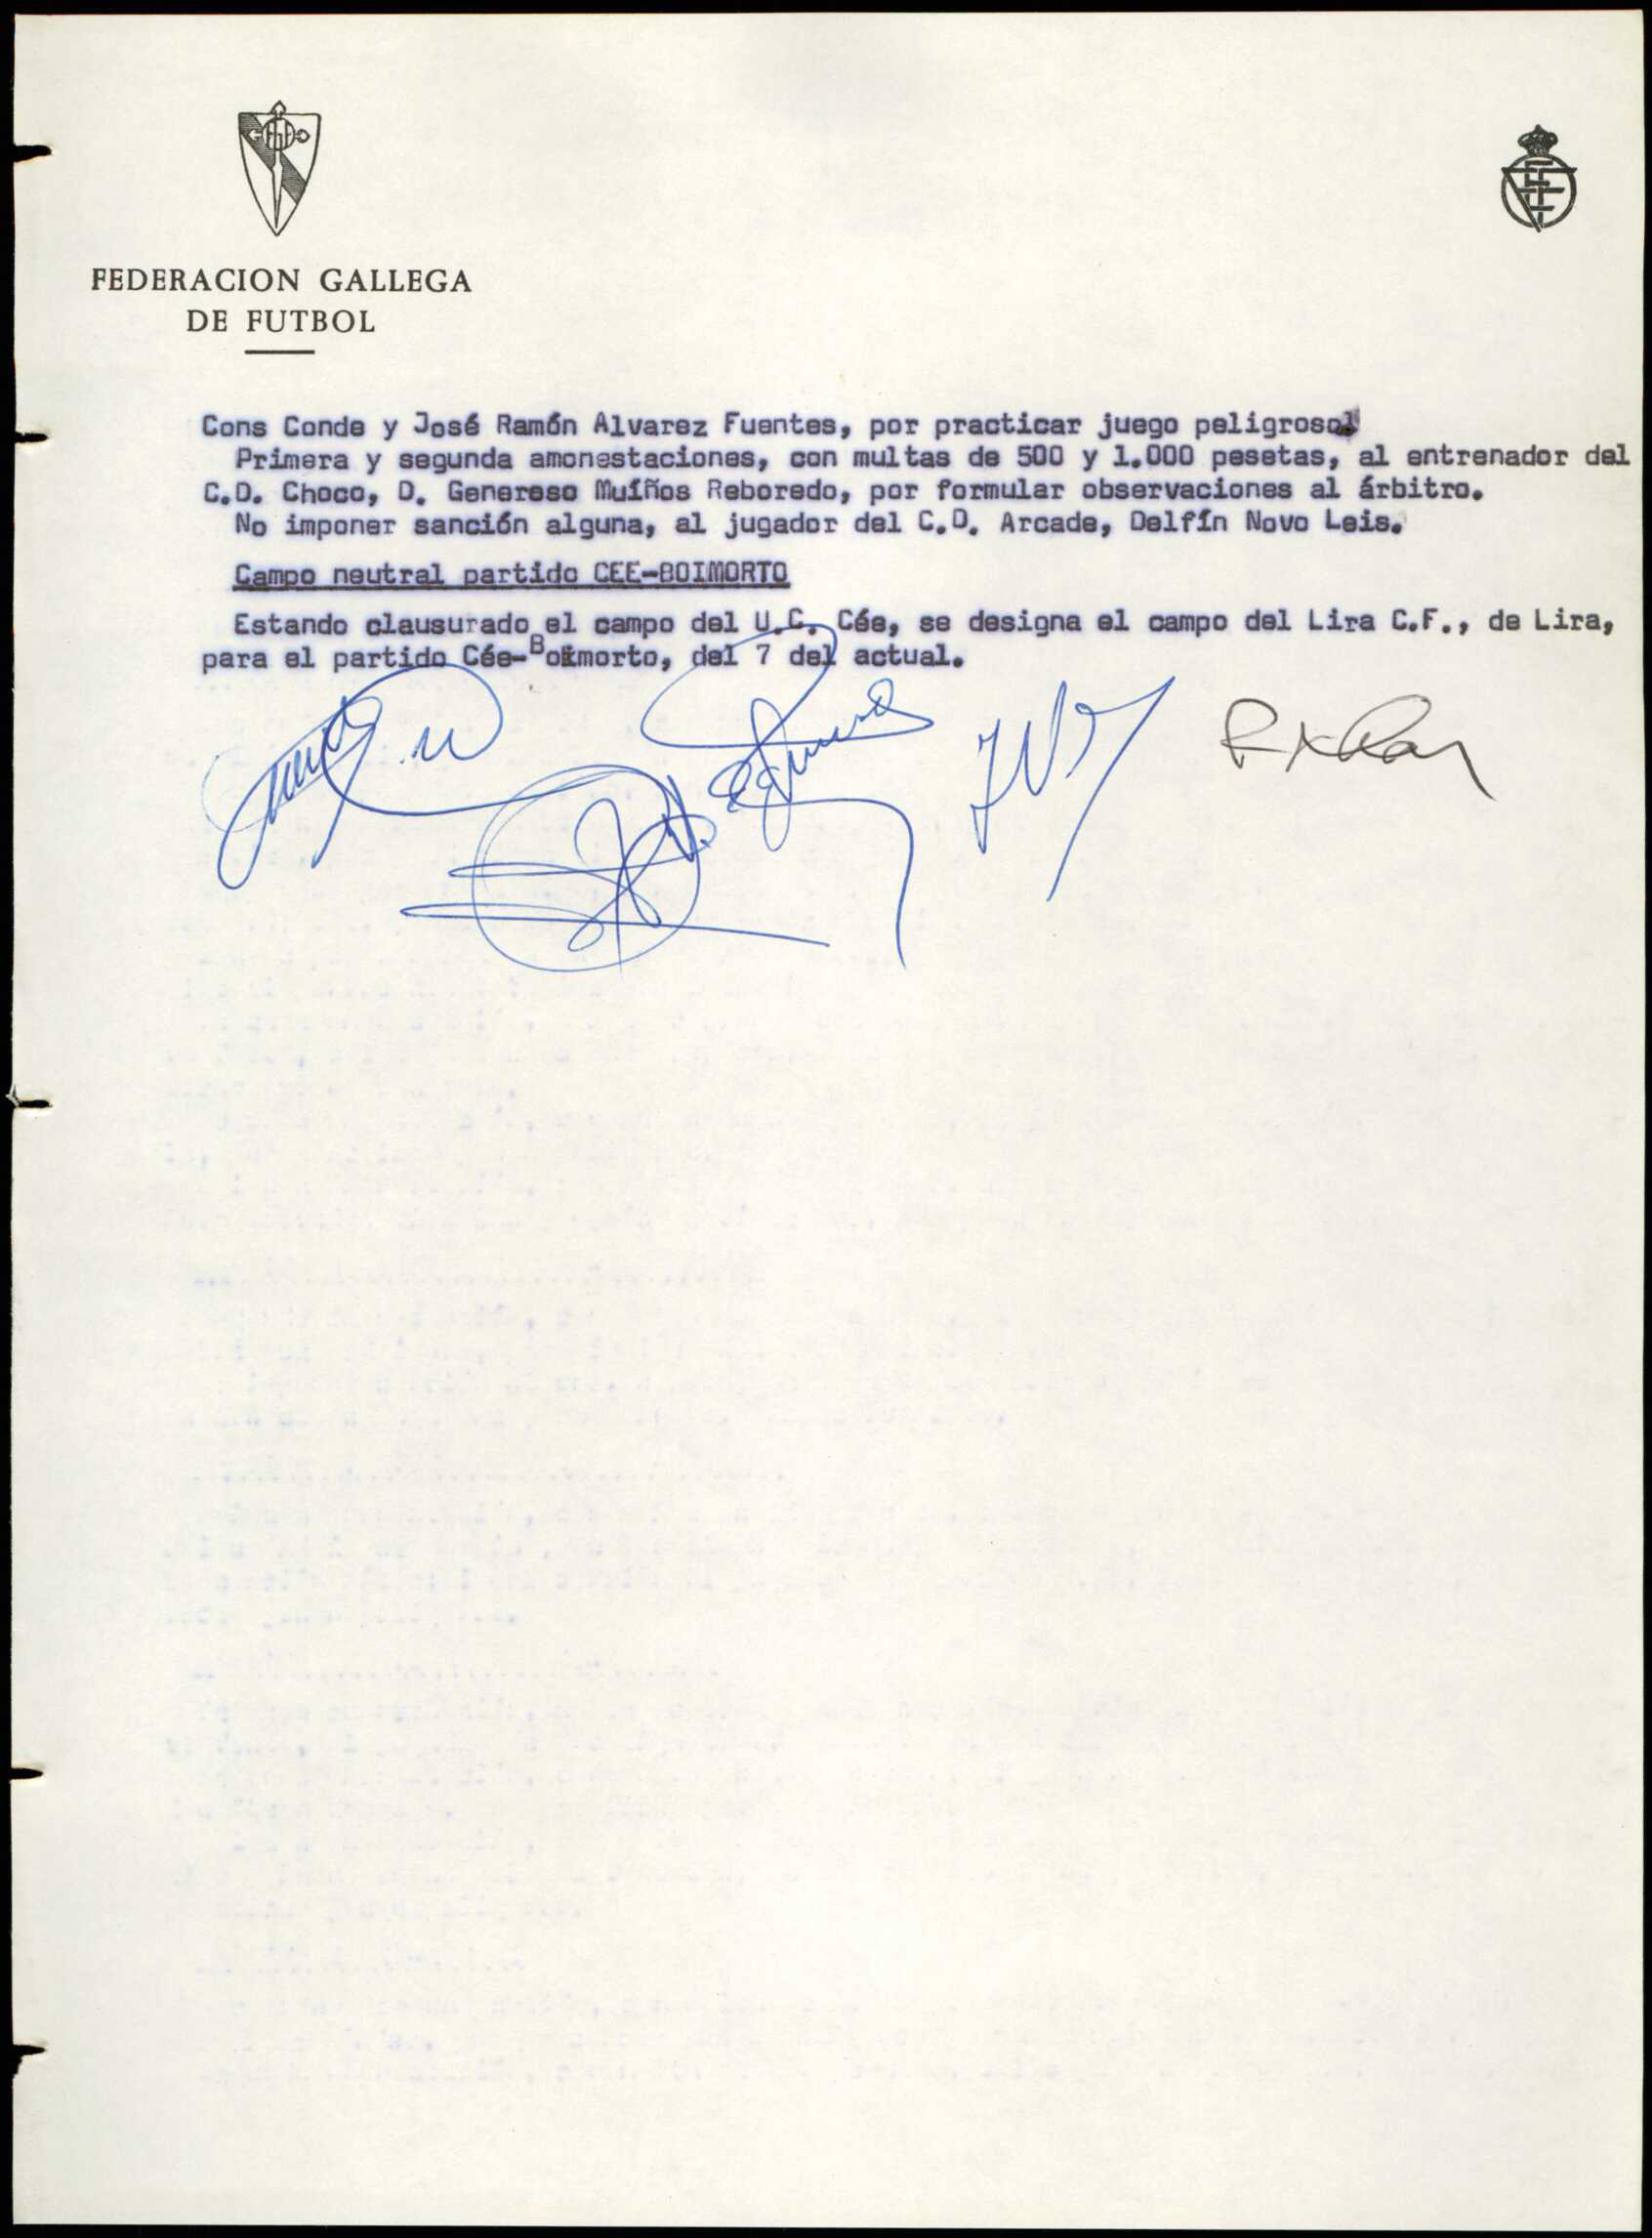 FEDERACION GALLEGA
DE FUTBOL
Cons Conde y José Ramón Alvarez Fuentes, por practicar juego peligroso.
Primera y segunda amonestaciones, con multas de 500 y 1.000 pesetas, al entrenador del
C.D. Choco, D. Generoso Muíños Reboredo, por formular observaciones al árbitro.
No imponer sanción alguna, al jugador del C.D. Arcade, Delfín Novo Leis.
Campo neutral partido CEE-BOIMORTO
Estando clausurado el campo del U.C. Cée, se designa el campo del Lira C.F., de Lira,
para el partido Cée-Boimorto, del 7 del actual.